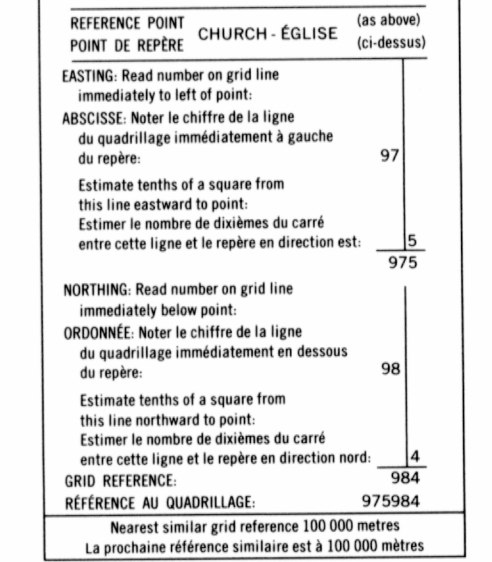 REFERENCE POINT CHURCH - ÉGLISE (as above)
POINT DE REPÈRE (ci-dessus)
EASTING: Read number on grid line
immediately to left of point:
ABSCISSE: Noter le chiffre de la ligne
du quadrillage immédiatement à gauche
du repère: 97
Estimate tenths of a square from
this line eastward to point:
Estimer le nombre de dixièmes du carré
entre cette ligne et le repère en direction est: 5
975
NORTHING: Read number on grid line
immediately below point:
ORDONNÉE: Noter le chiffre de la ligne
du quadrillage immédiatement en dessous
du repère: 98
Estimate tenths of a square from
this line northward to point:
Estimer le nombre de dixièmes du carré
entre cette ligne et le repère en direction nord: 4
GRID REFERENCE: 984
RÉFÉRENCE AU QUADRILLAGE: 975984
Nearest similar grid reference 100 000 metres
La prochaine référence similaire est à 100 000 mètres